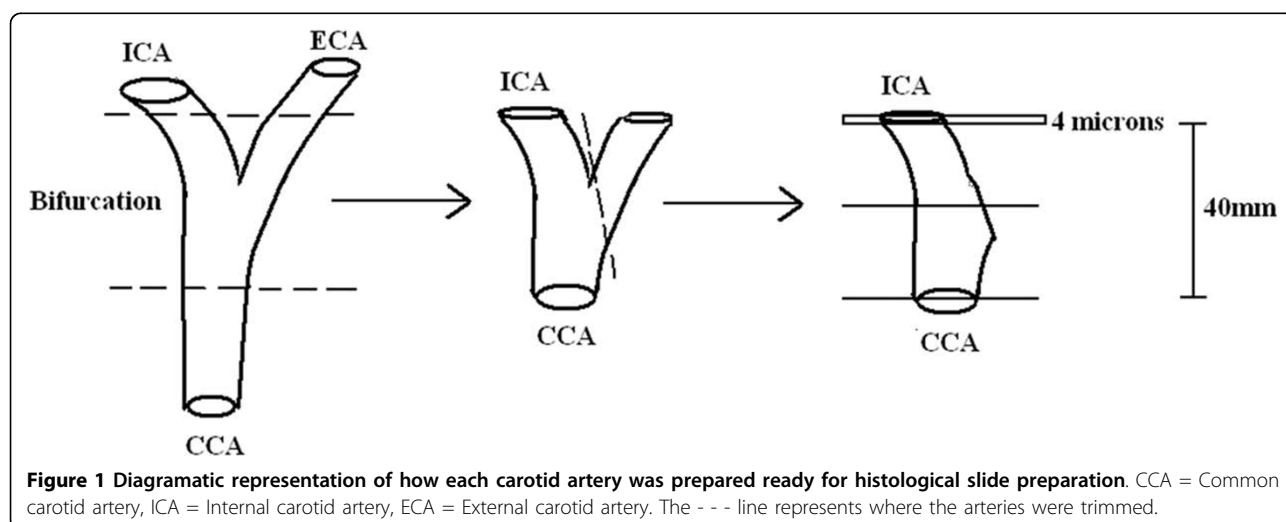 ICA
ECA
Bifurcation
CCA
ICA
CCA
ICA
4 microns
40mm
CCA
Figure 1 Diagramatic representation of how each carotid artery was prepared ready for histological slide preparation. CCA = Common
carotid artery, ICA = Internal carotid artery, ECA = External carotid artery. The - - - line represents where the arteries were trimmed.